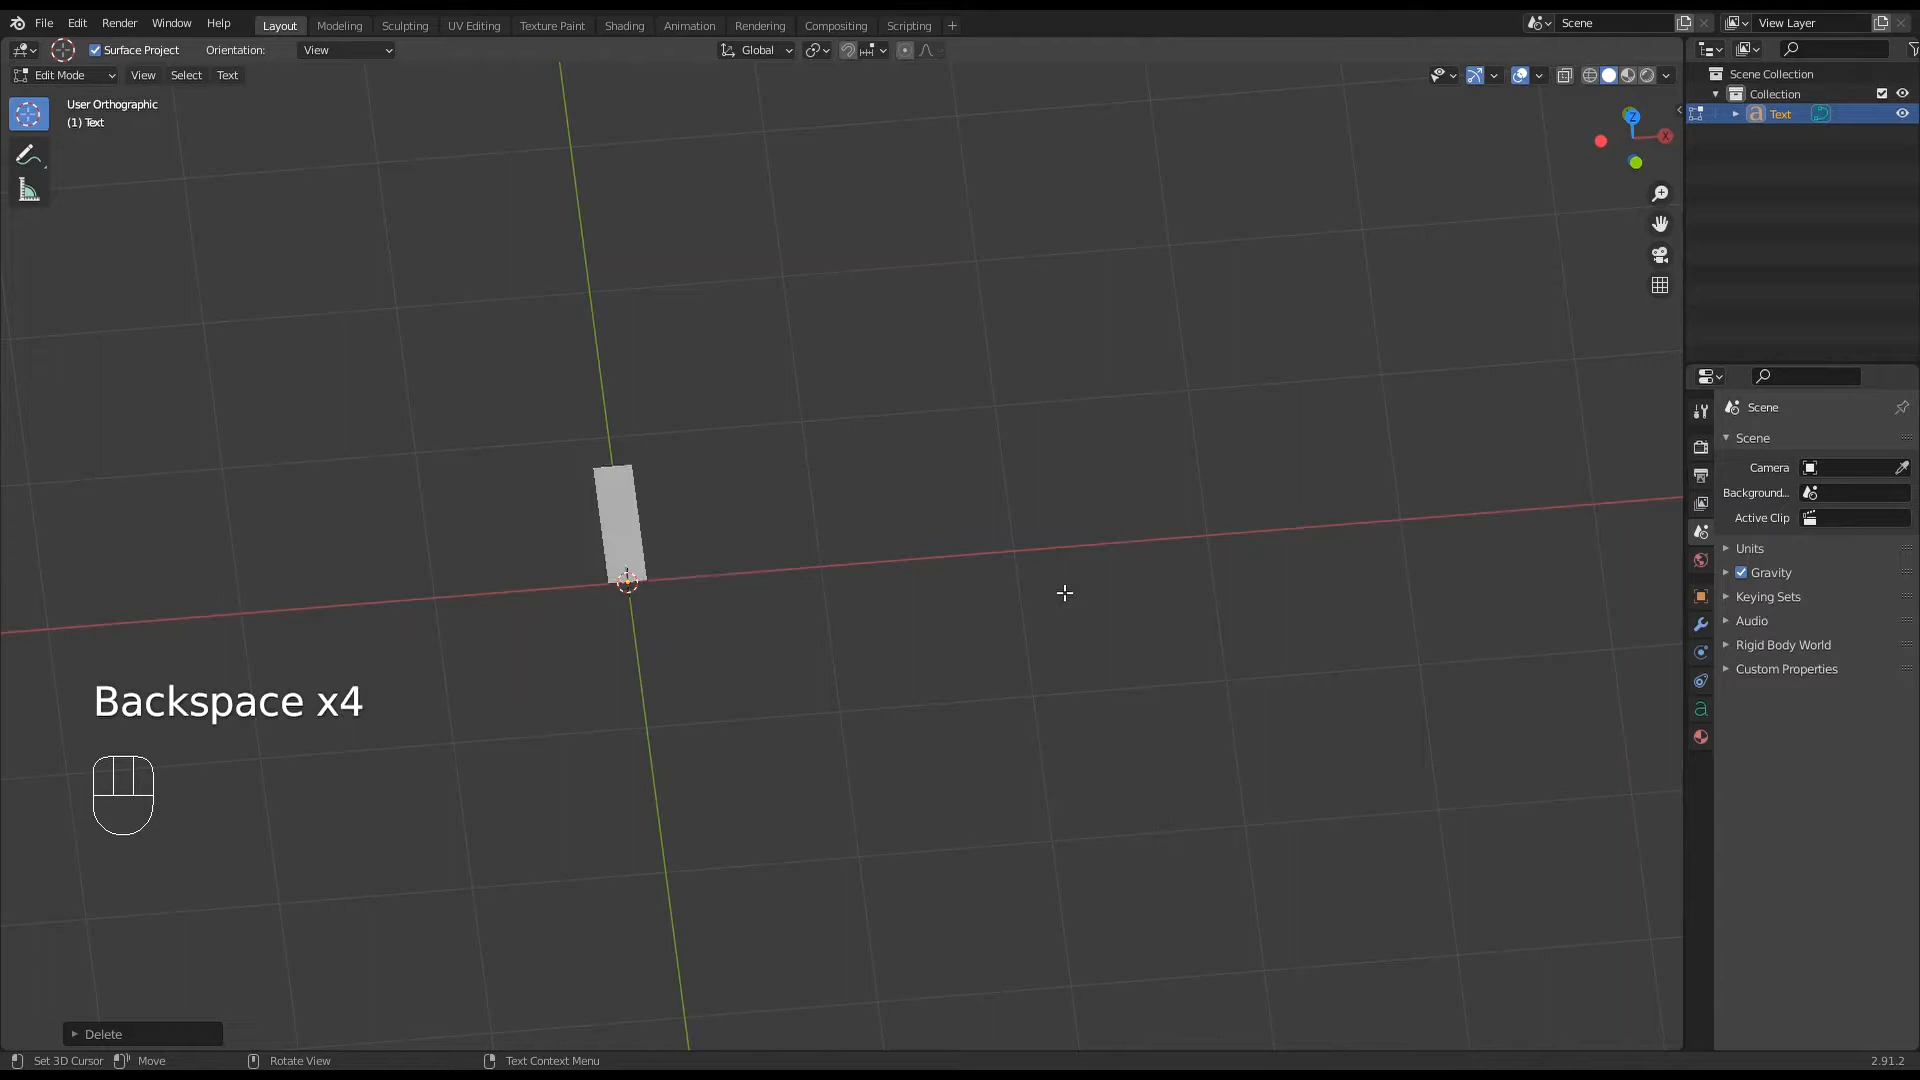 File Edit Render Window Help
Layout Modeling Sculpting UV Editing Texture Paint Shading Animation Rendering Compositing Scripting +
Scene
View Layer
Surface Project Orientation: View
Global
Edit Mode View Select Text
User Orthographic
(1) Text
Z
X
Scene Collection
Collection
Text
Scene
Scene
Camera
Background...
Active Clip
Units
Gravity
Keying Sets
Audio
Rigid Body World
Custom Properties
Backspace x4
Delete
Set 3D Cursor Move Rotate View Text Context Menu 2.91.2